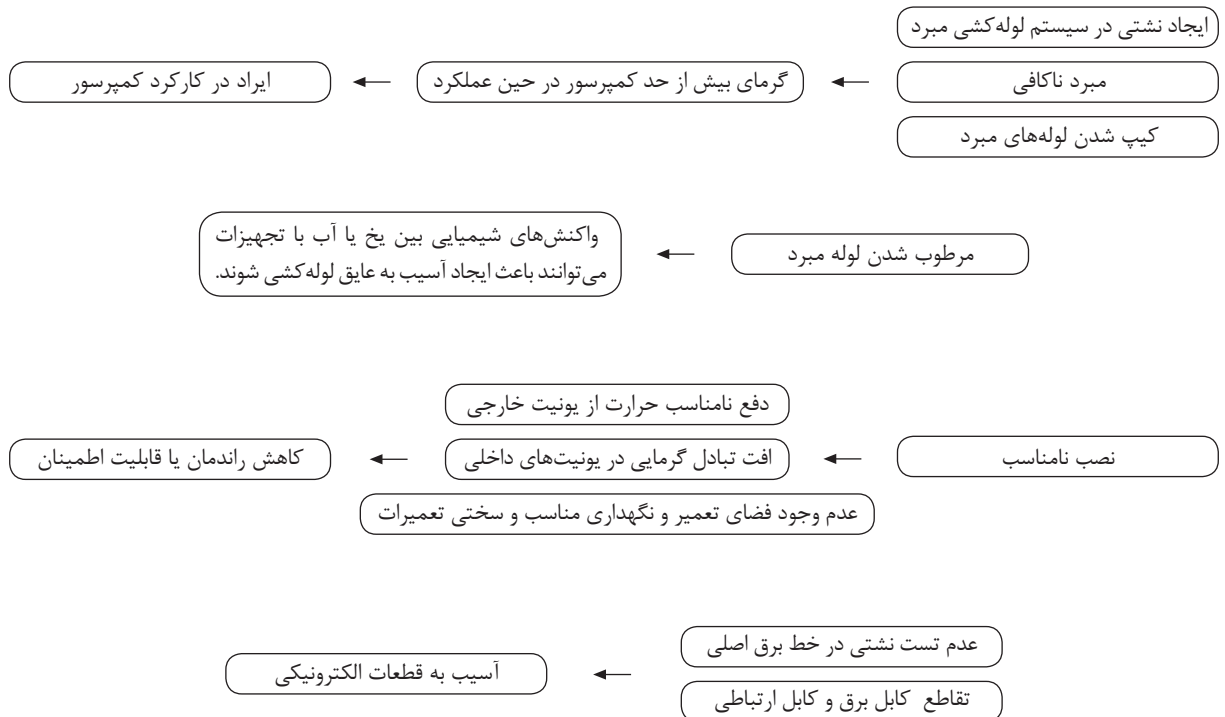 ایجاد نشتی در سیستم لوله‌کشی مبرد
مبرد ناکافی
کیپ شدن لوله‌های مبرد
گرمای بیش از حد کمپرسور در حین عملکرد
ایراد در کارکرد کمپرسور
مرطوب شدن لوله مبرد
واکنش‌های شیمیایی بین یخ یا آب با تجهیزات
می‌توانند باعث ایجاد آسیب به عایق لوله‌کشی شوند.
نصب نامناسب
دفع نامناسب حرارت از یونیت خارجی
افت تبادل گرمایی در یونیت‌های داخلی
عدم وجود فضای تعمیر و نگهداری مناسب و سختی تعمیرات
کاهش راندمان یا قابلیت اطمینان
عدم تست نشتی در خط برق اصلی
تقاطع کابل برق و کابل ارتباطی
آسیب به قطعات الکترونیکی